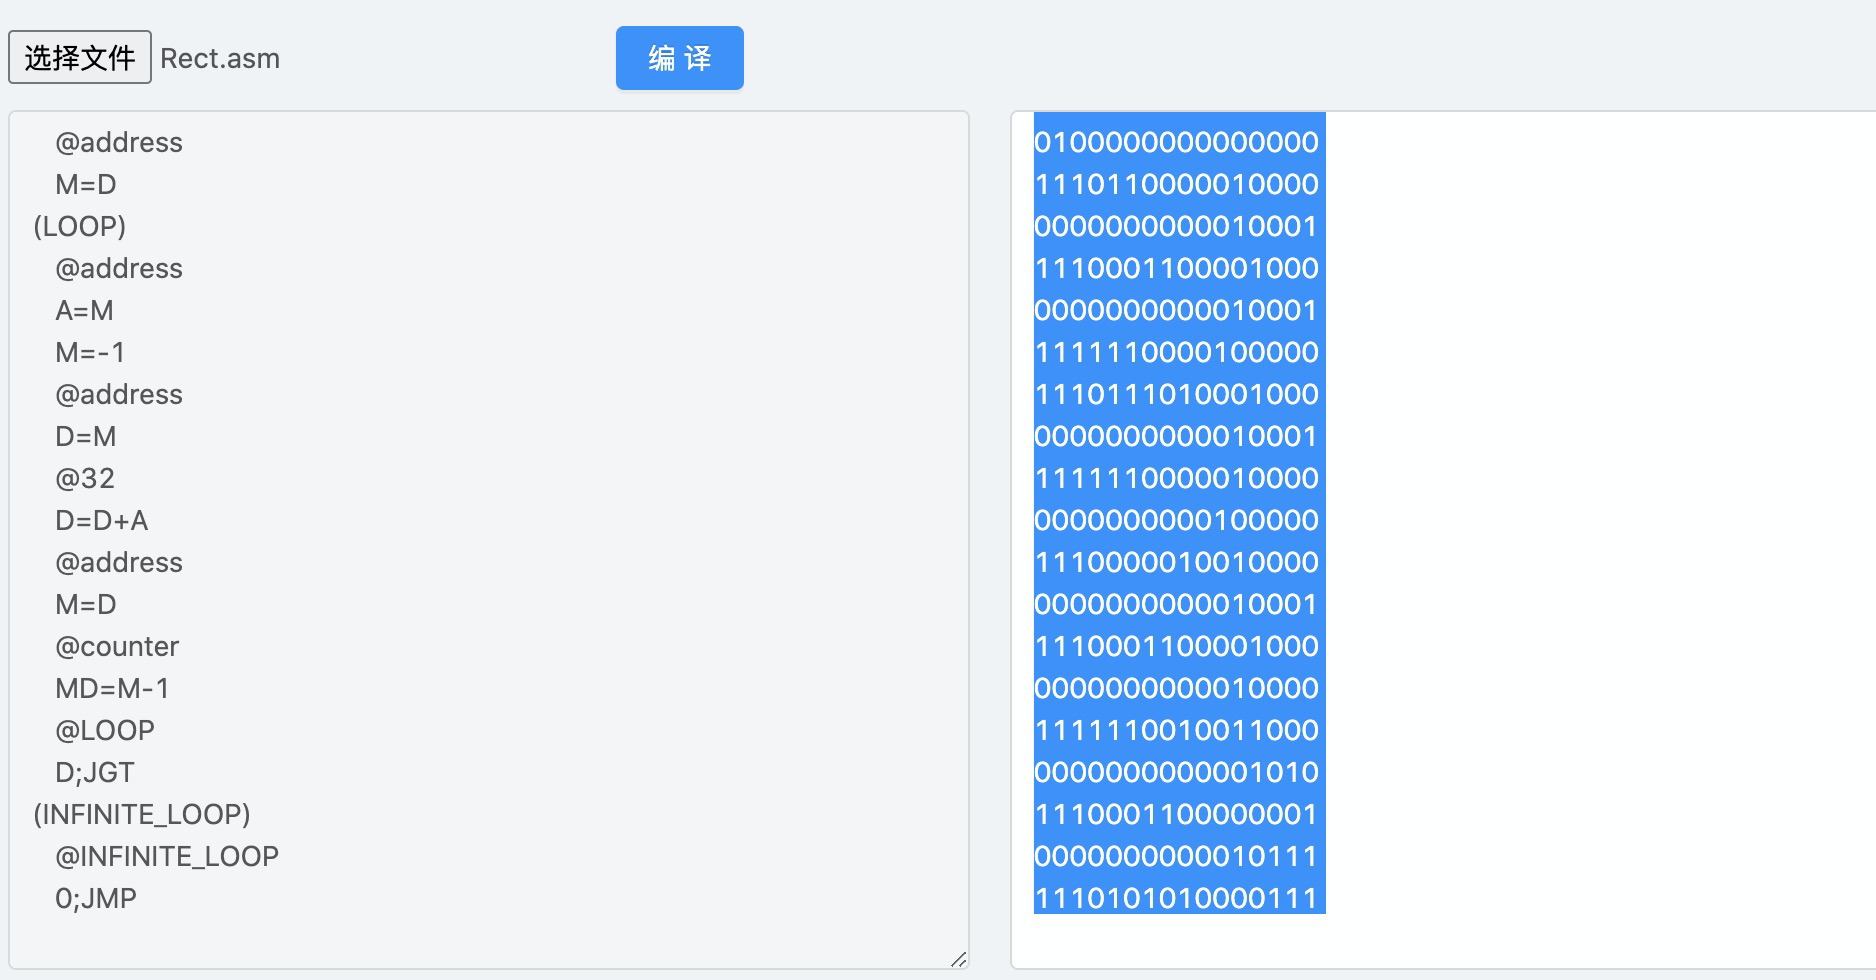 选择文件 Rect.asm
编 译
@address
M=D
(LOOP)
@address
A=M
M=-1
@address
D=M
@32
D=D+A
@address
M=D
@counter
MD=M-1
@LOOP
D;JGT
(INFINITE_LOOP)
@INFINITE_LOOP
0;JMP
0100000000000000
1110110000010000
0000000000010001
1110001100001000
0000000000010001
1111110000100000
1110111010001000
0000000000010001
1111110000010000
0000000000100000
1110000010010000
0000000000010001
1110001100001000
0000000000010000
1111110010011000
0000000000001010
1110001100000001
0000000000010111
1110101010000111